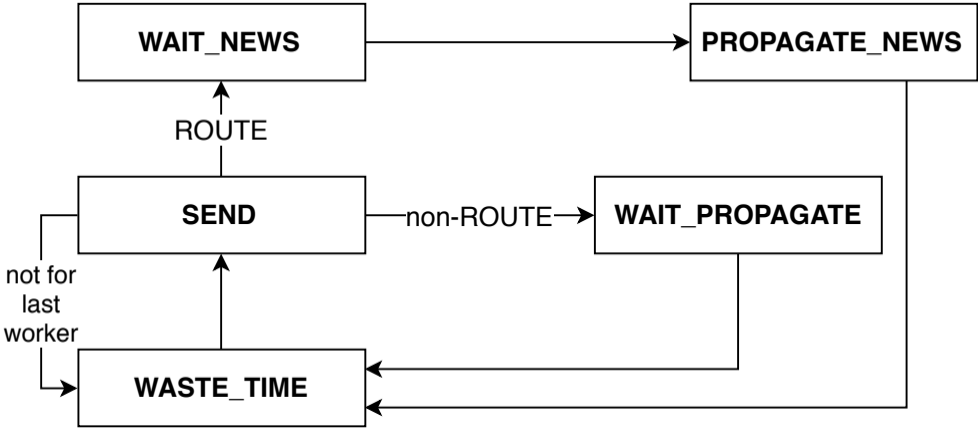 WAIT_NEWS
PROPAGATE_NEWS
ROUTE
SEND
non-ROUTE
WAIT_PROPAGATE
not for
last
worker
WASTE_TIME